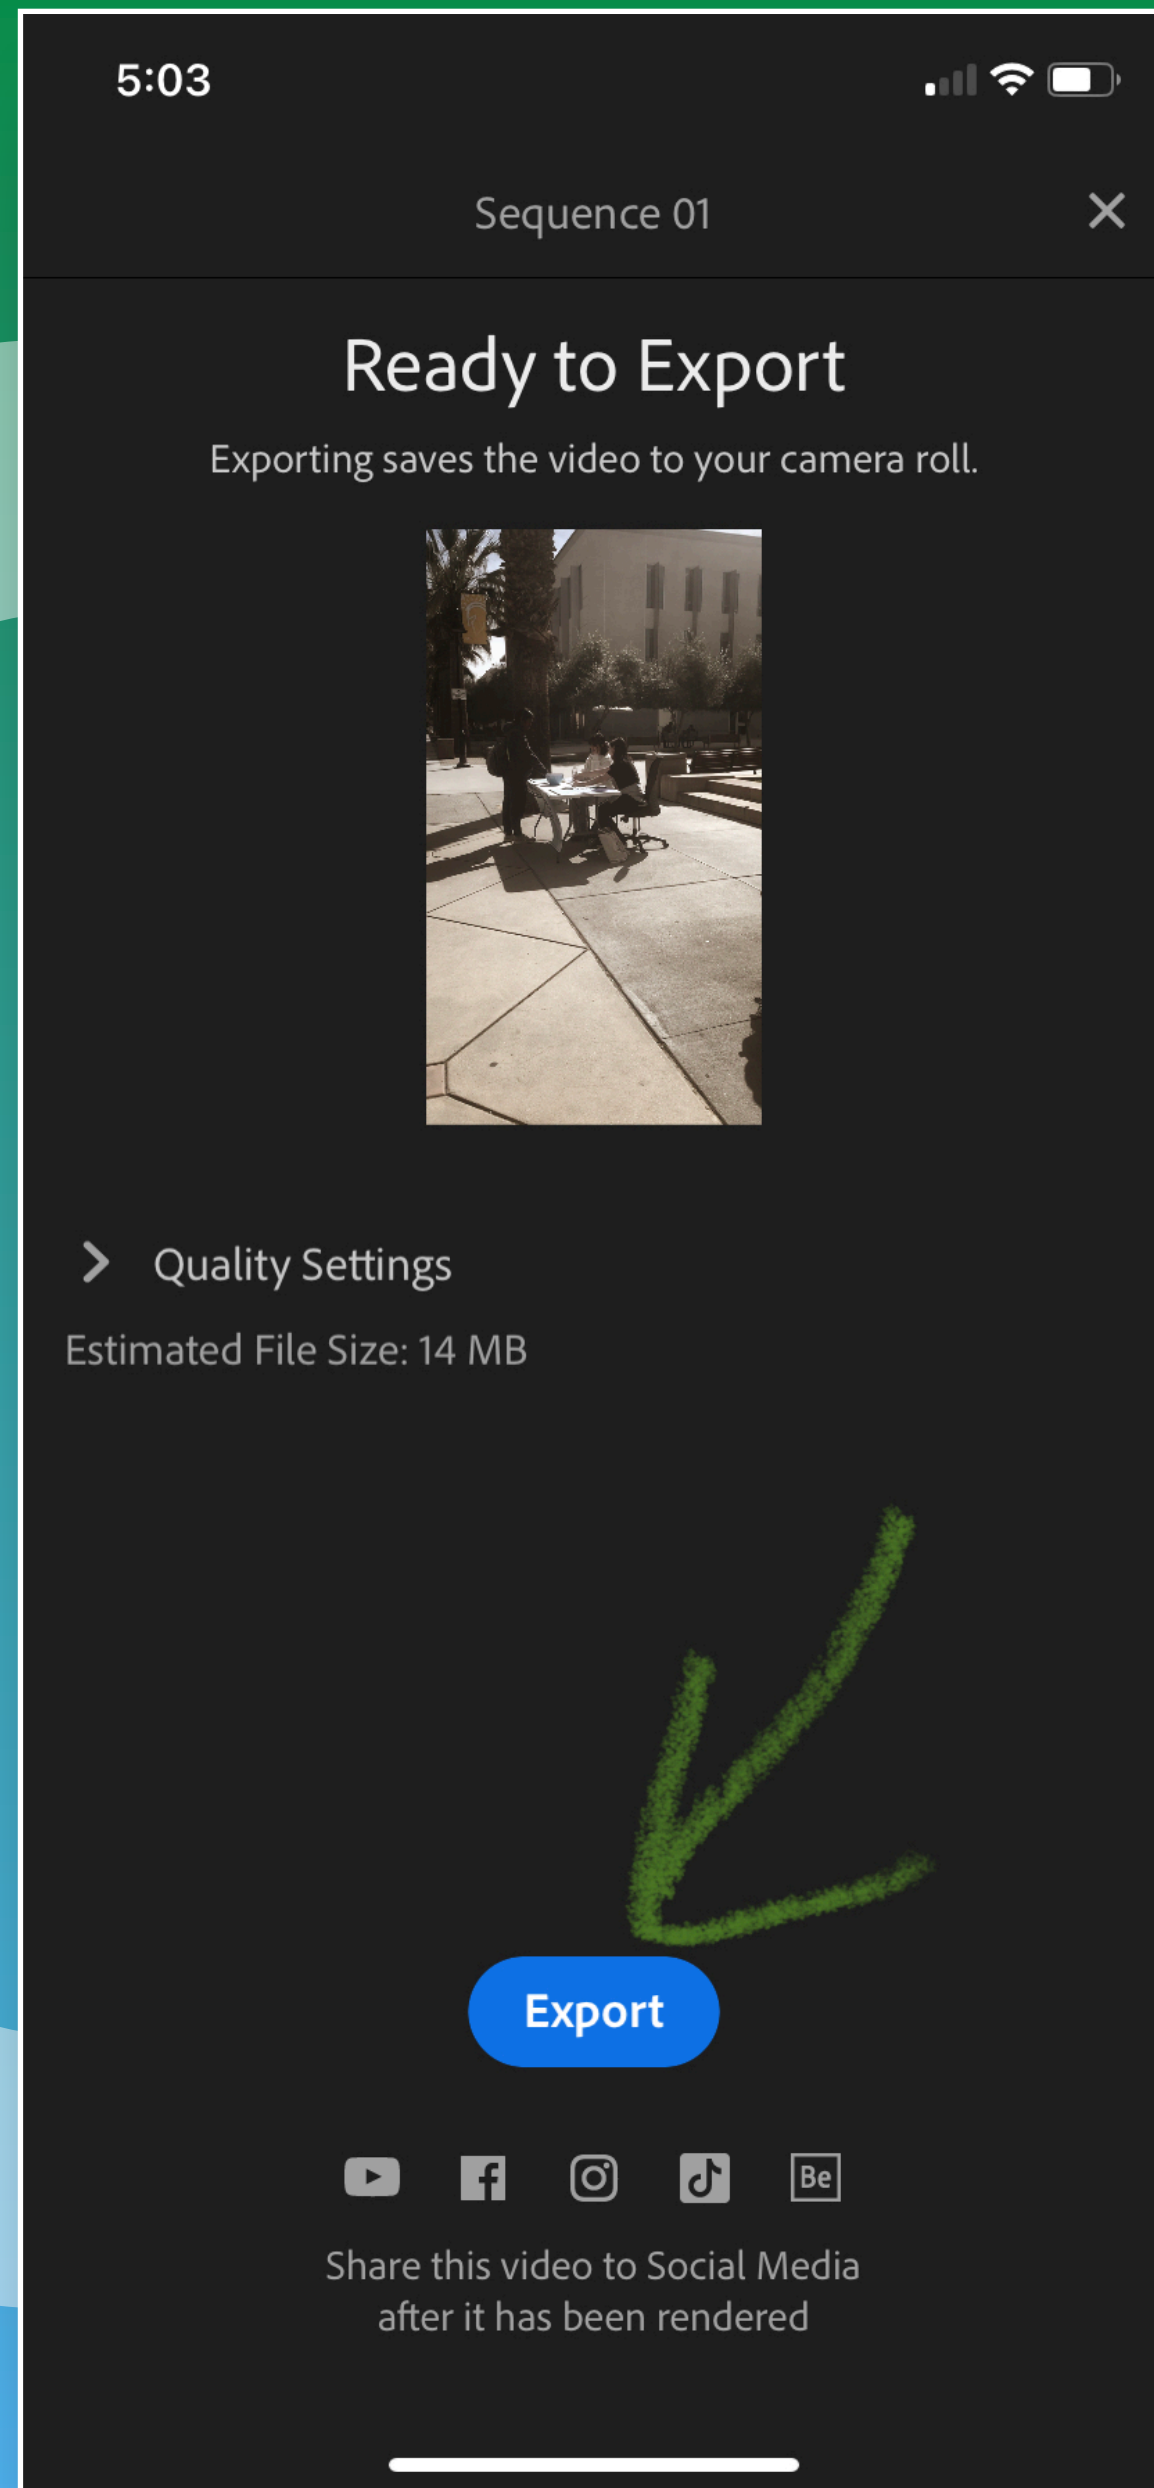 5:03
Sequence 01
Ready to Export
Exporting saves the video to your camera roll.
Quality Settings
Estimated File Size: 14 MB
Export
Be
Share this video to Social Media
after it has been rendered